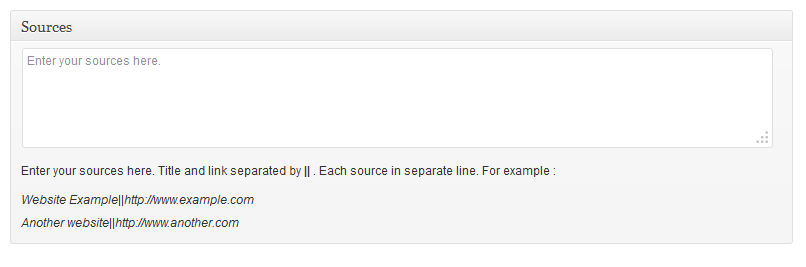 Sources
Enter your sources here.
Enter your sources here. Title and link separated by || . Each source in separate line. For example :
Website Example||http://www.example.com
Another website||http://www.another.com